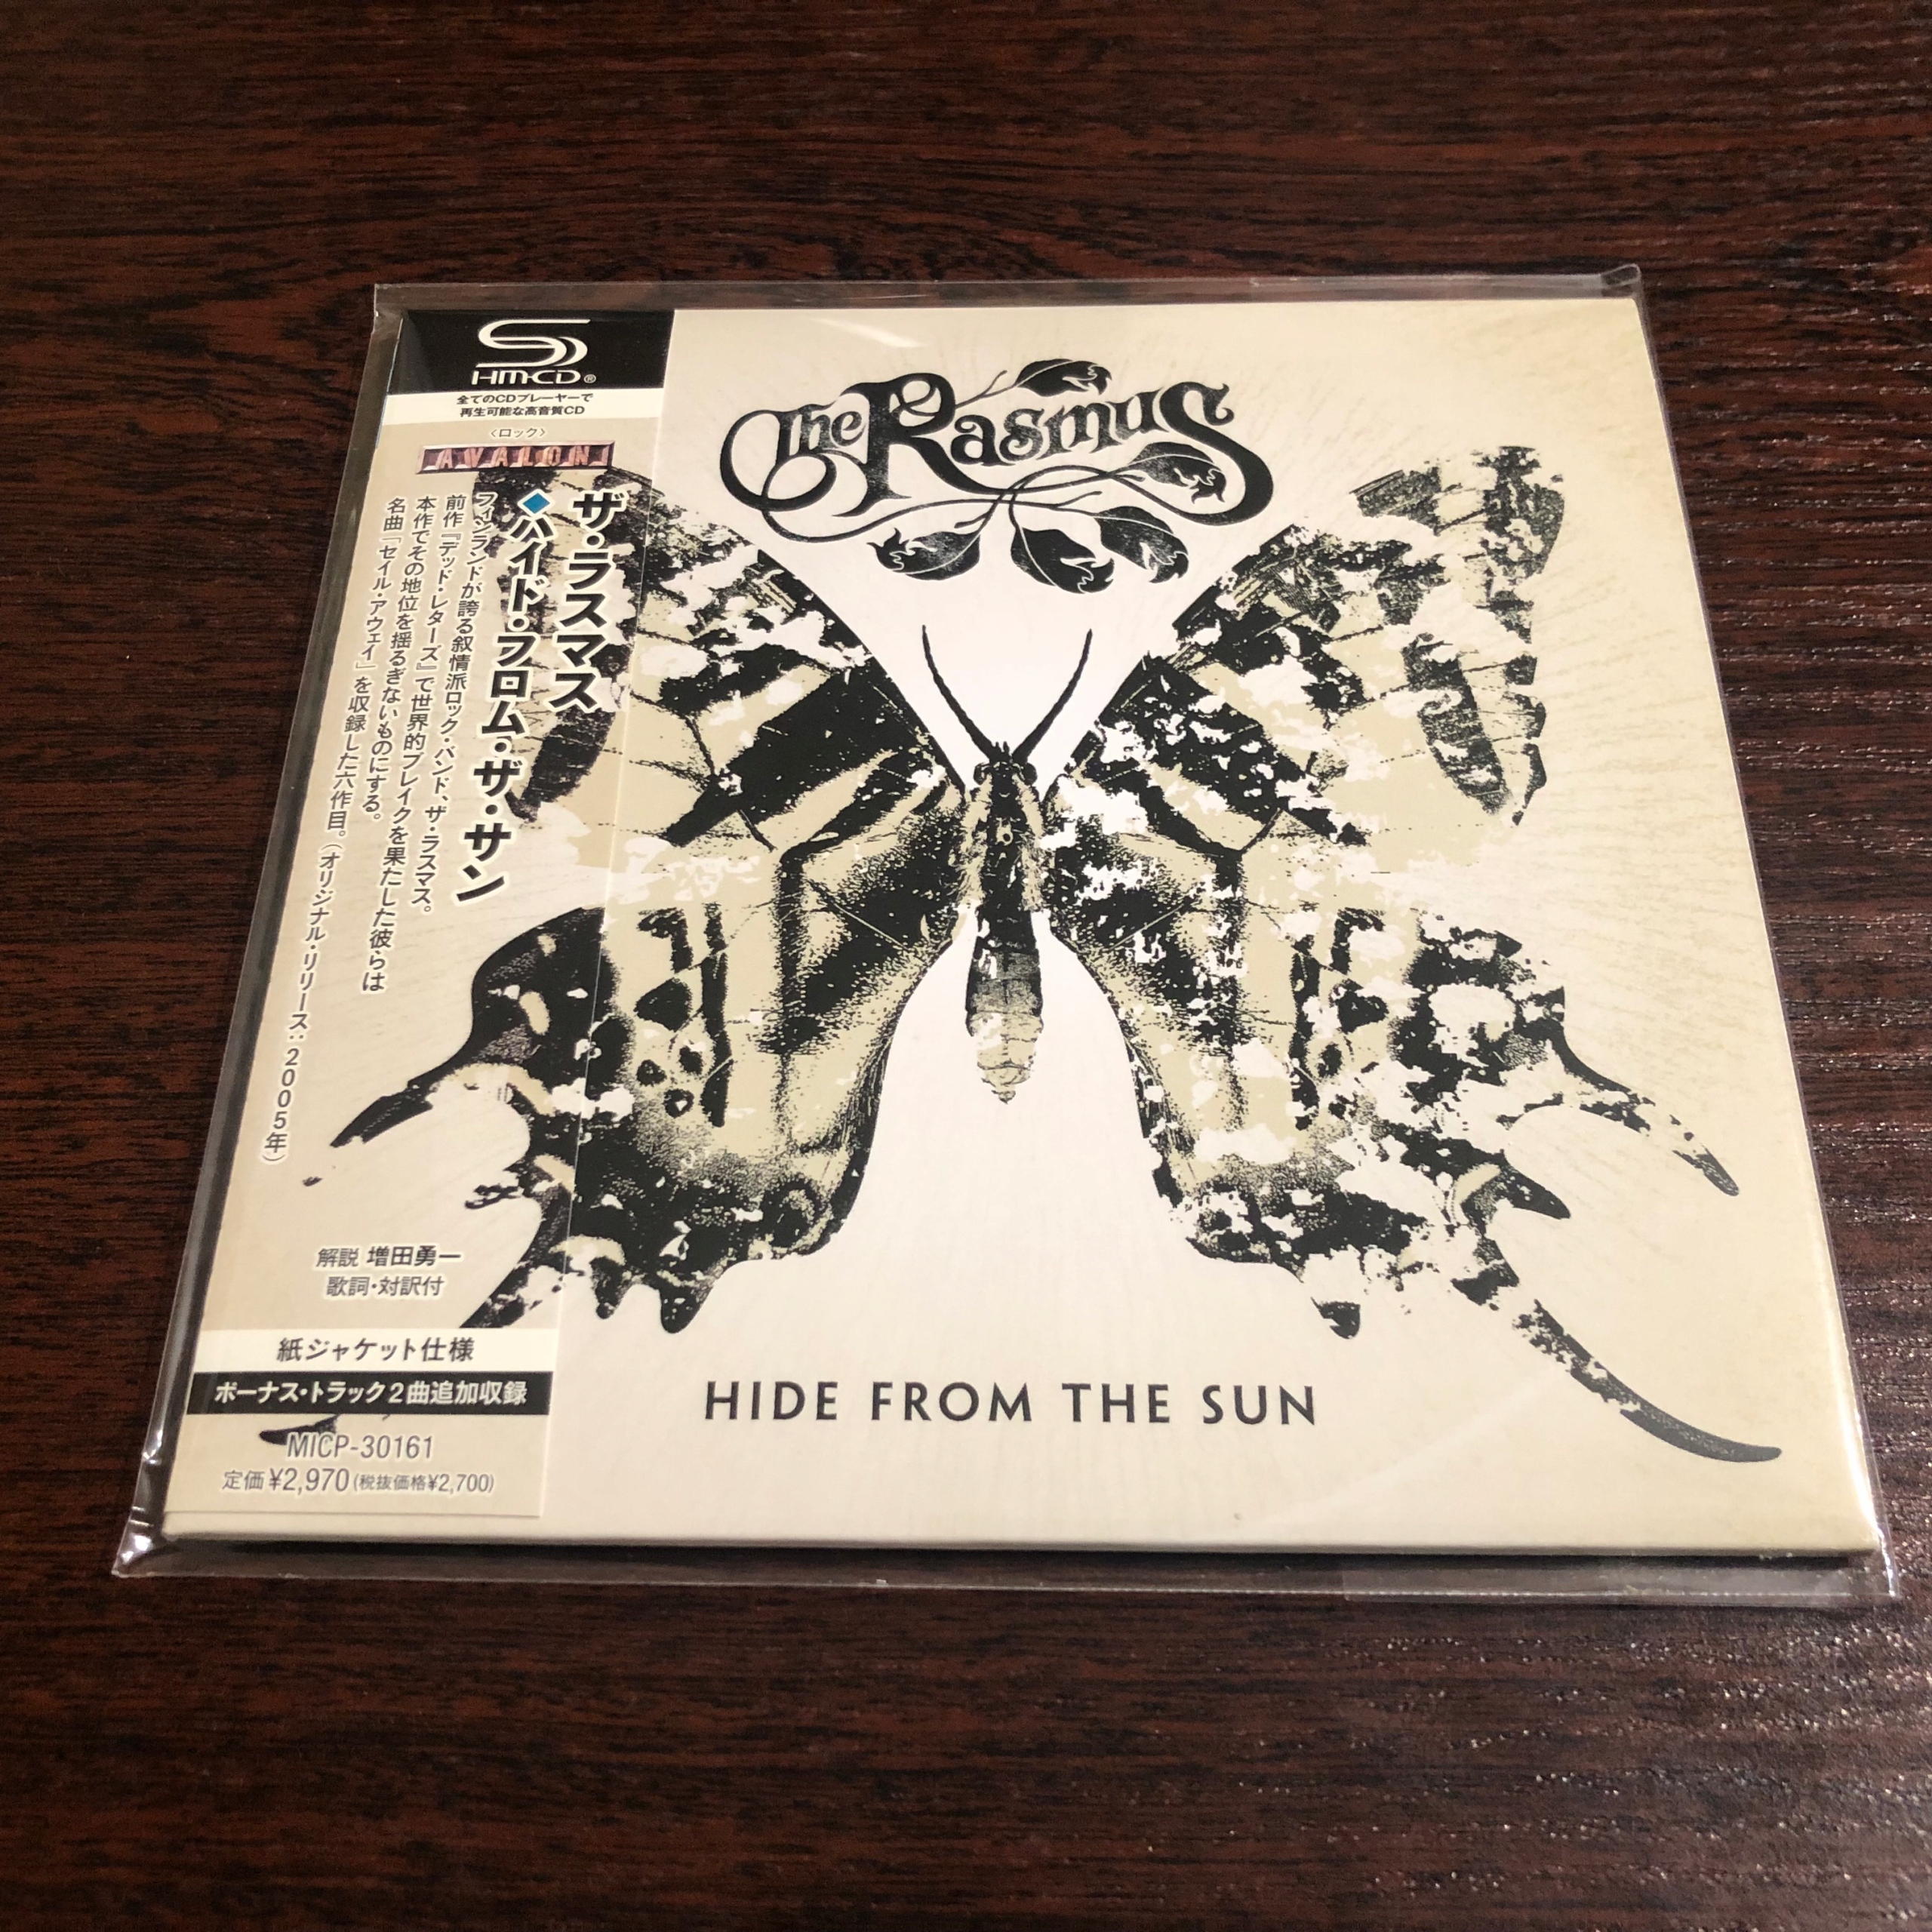 SHM-CD®
全てのCDプレーヤーで
再生可能な高音質CD
〈ロック〉
AVALON
ザ・ラスマス
◆ハイド・フロム・ザ・サン
フィンランドが誇る叙情派ロック・バンド、ザ・ラスマス。
前作『デッド・レターズ』で世界的ブレイクを果たした彼らは
本作でその地位を揺るぎないものにする。
名曲「セイル・アウェイ」を収録した六作目。(オリジナル・リリース:2005年)
解説 増田勇一
歌詞・対訳付
紙ジャケット仕様
ボーナス・トラック2曲追加収録
MICP-30161
定価¥2,970(税抜価格¥2,700)
The Rasmus
HIDE FROM THE SUN